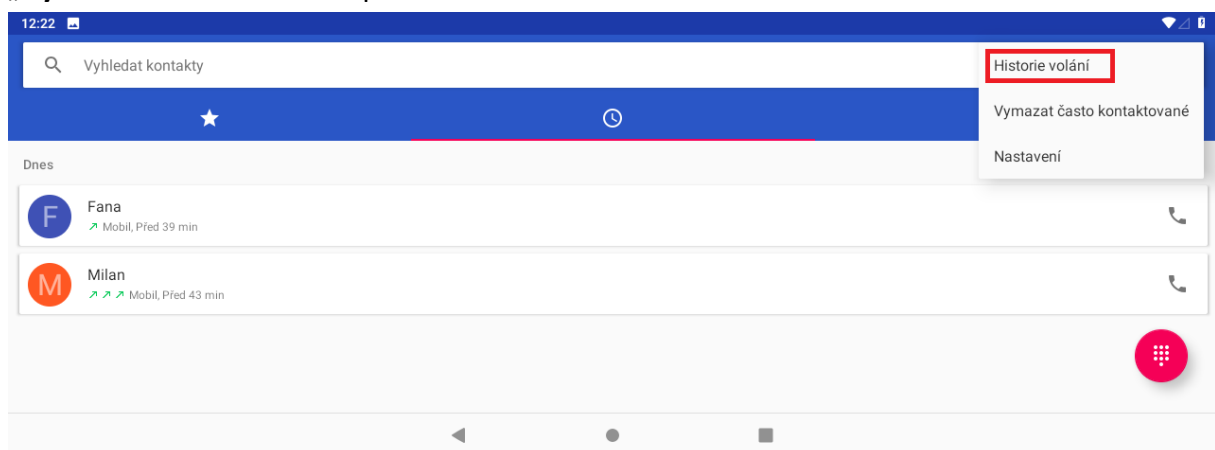 12:22
Vyhledat kontakty
Historie volání
Vymazat často kontaktované
Nastavení
Dnes
F
Fana
Mobil, Před 39 min
M
Milan
Mobil, Před 43 min